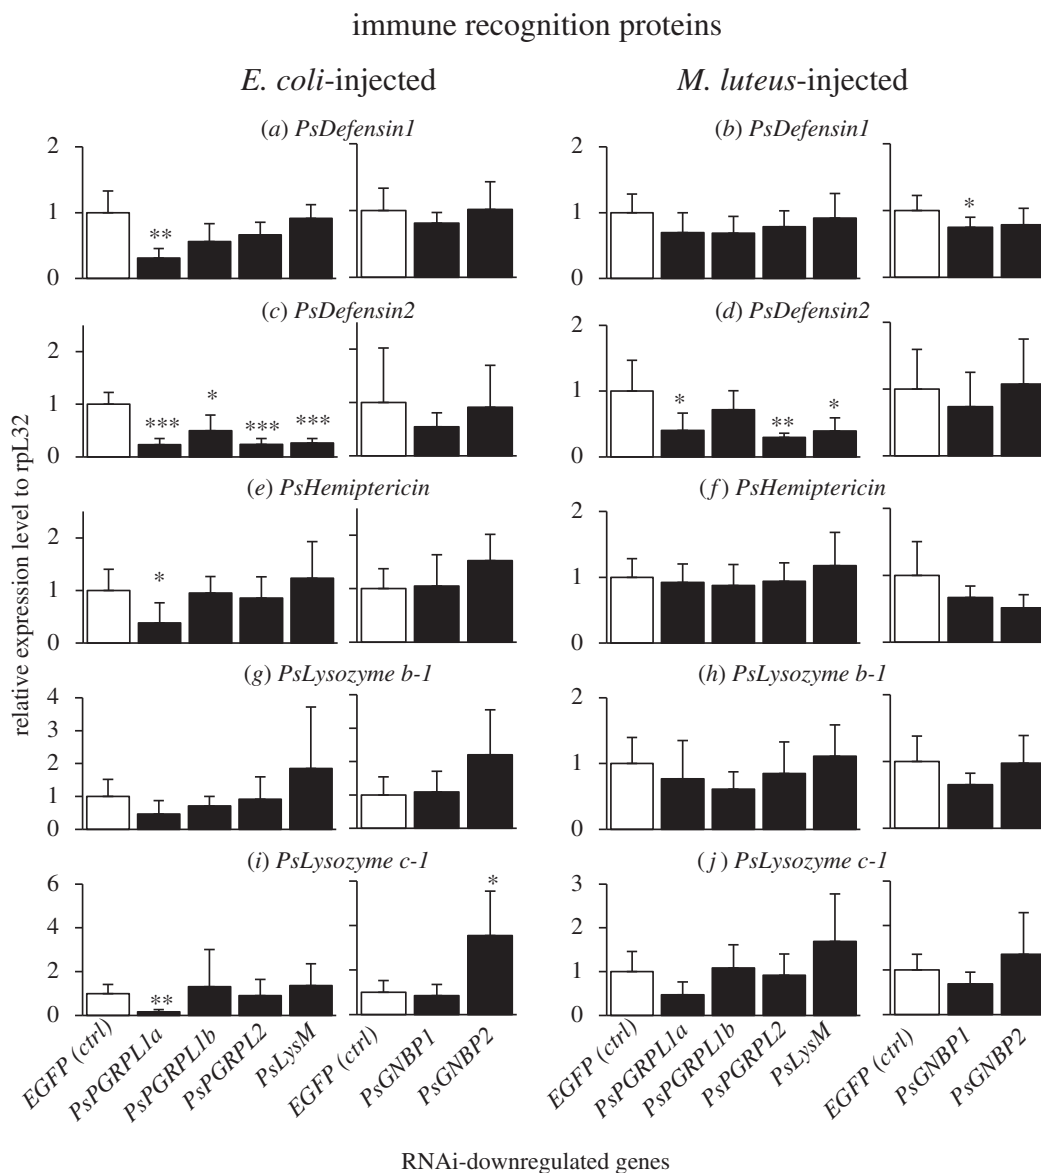 immune recognition proteins
E. coli-injected
M. luteus-injected
(a) PsDefensin1
(b) PsDefensin1
2
1
0
**
2
1
0
*
(c) PsDefensin2
(d) PsDefensin2
2
1
0
***
*
***
***
2
1
0
*
**
*
(e) PsHemiptericin
(f) PsHemiptericin
2
1
0
*
2
1
0
(g) PsLysozyme b-1
(h) PsLysozyme b-1
4
3
2
1
0
2
1
0
(i) PsLysozyme c-1
(j) PsLysozyme c-1
6
4
2
0
**
*
3
2
1
0
relative expression level to rpL32
EGFP (ctrl)
PsPGRPL1a
PsPGRPL1b
PsPGRPL2
PsLysM
EGFP (ctrl)
PsGNBP1
PsGNBP2
EGFP (ctrl)
PsPGRPL1a
PsPGRPL1b
PsPGRPL2
PsLysM
EGFP (ctrl)
PsGNBP1
PsGNBP2
RNAi-downregulated genes